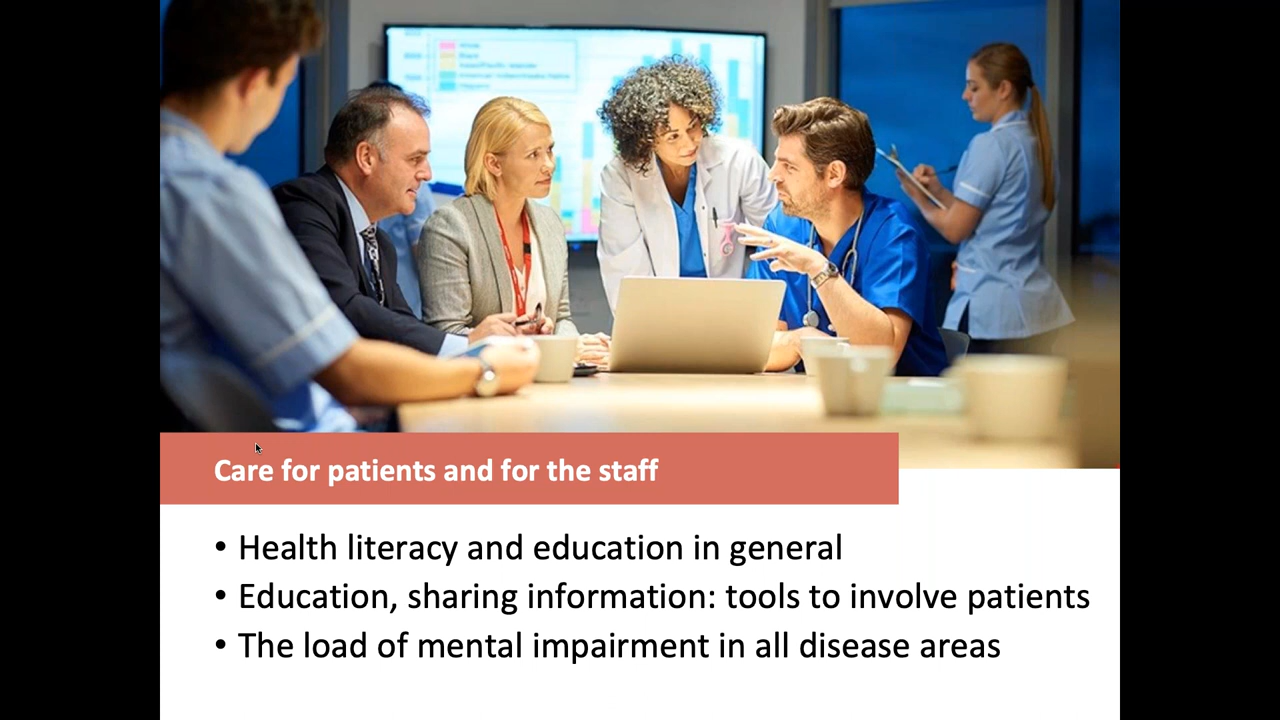 Care for patients and for the staff
• Health literacy and education in general
• Education, sharing information: tools to involve patients
• The load of mental impairment in all disease areas